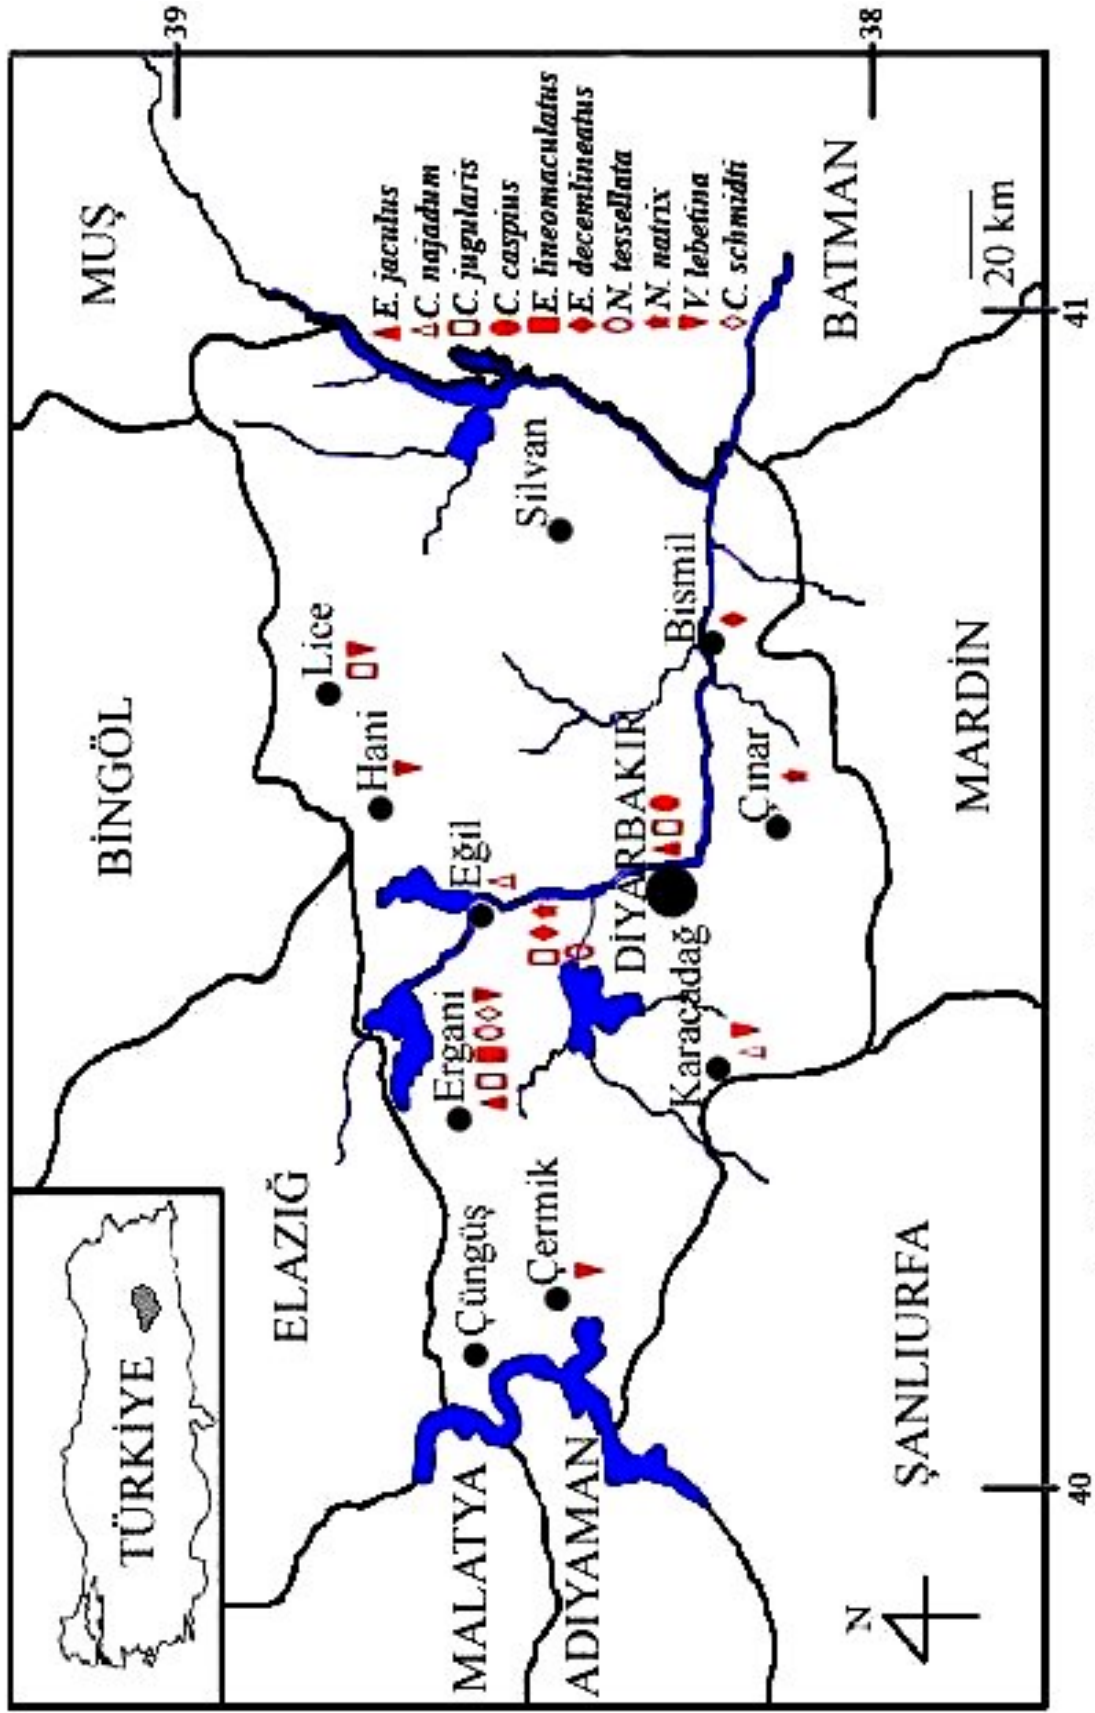 TÜRKİYE
BİNGÖL
MUŞ
39
ELAZIĞ
Lice
Hani
Eğil
Ergani
Çüngüş
Çermik
Silvan
MALATYA
ADIYAMAN
DİYARBAKIR
Karacadağ
Bismil
Çınar
E. jaculus
C. najadum
C. jugularis
C. caspius
E. lineomaculatus
E. decemlineatus
N. tessellata
N. natrix
V. lebetina
C. schmidti
BATMAN
38
ŞANLIURFA
MARDİN
20 km
N
40
41